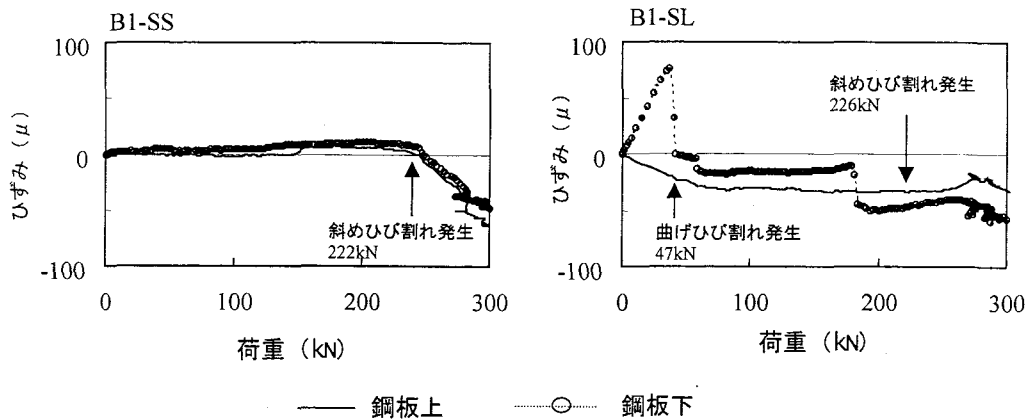 B1-SS
100
0
-100
ひずみ (μ)
斜めひび割れ発生
222kN
0
100
200
300
荷重 (kN)
B1-SL
100
0
-100
ひずみ (μ)
斜めひび割れ発生
226kN
曲げひび割れ発生
47kN
0
100
200
300
荷重 (kN)
鋼板上
鋼板下